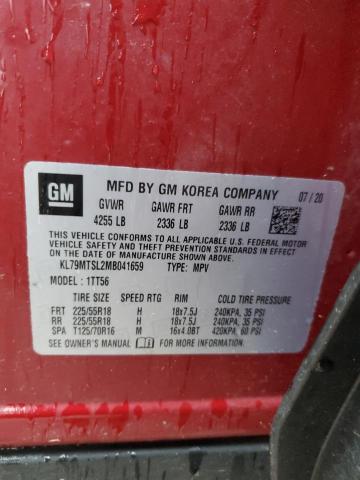 GM MFD BY GM KOREA COMPANY 07/20
GVWR GAWR FRT GAWR RR
4255 LB 2336 LB 2336 LB
THIS VEHICLE CONFORMS TO ALL APPLICABLE U.S. FEDERAL
MOTOR VEHICLE SAFETY, BUMPER, AND THEFT PREVENTION STANDARDS IN EFFECT
ON THE DATE OF MANUFACTURE SHOWN ABOVE.
KL79MTSL2MB041659 TYPE: MPV
MODEL : 1TT56
TIRE SIZE SPEED RTG RIM COLD TIRE PRESSURE
FRT 225/55R18 H 18x7.5J 240KPA, 35 PSI
RR 225/55R18 H 18x7.5J 240KPA, 35 PSI
SPA T125/70R16 M 16x4.0BT 420KPA, 60 PSI
SEE OWNER'S MANUAL FOR MORE INFORMATION